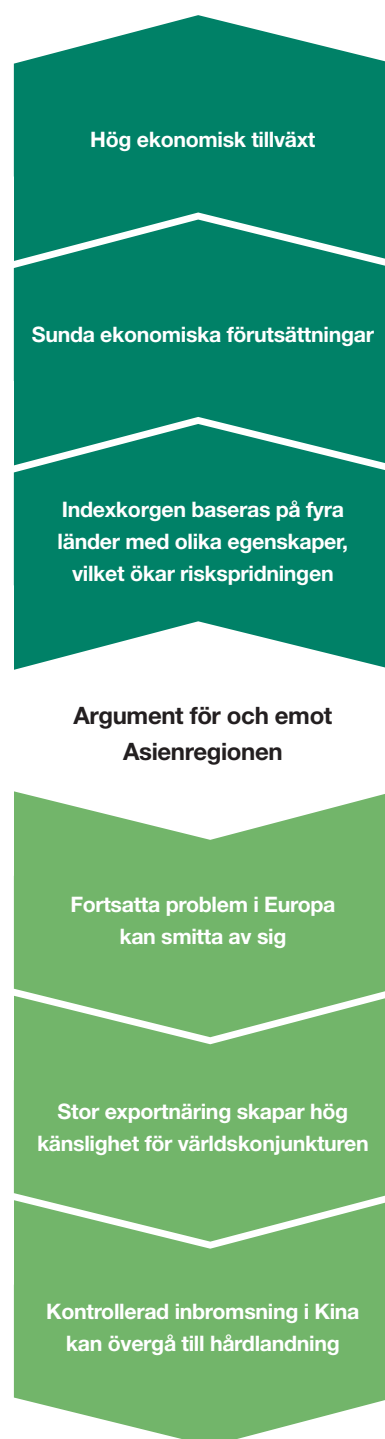 Hög ekonomisk tillväxt
Sunda ekonomiska förutsättningar
Indexkorgen baseras på fyra
länder med olika egenskaper,
vilket ökar riskspridningen
Argument för och emot
Asienregionen
Fortsatta problem i Europa
kan smitta av sig
Stor exportnäring skapar hög
känslighet för världskonjunkturen
Kontrollerad inbromsning i Kina
kan övergå till hårdlandning